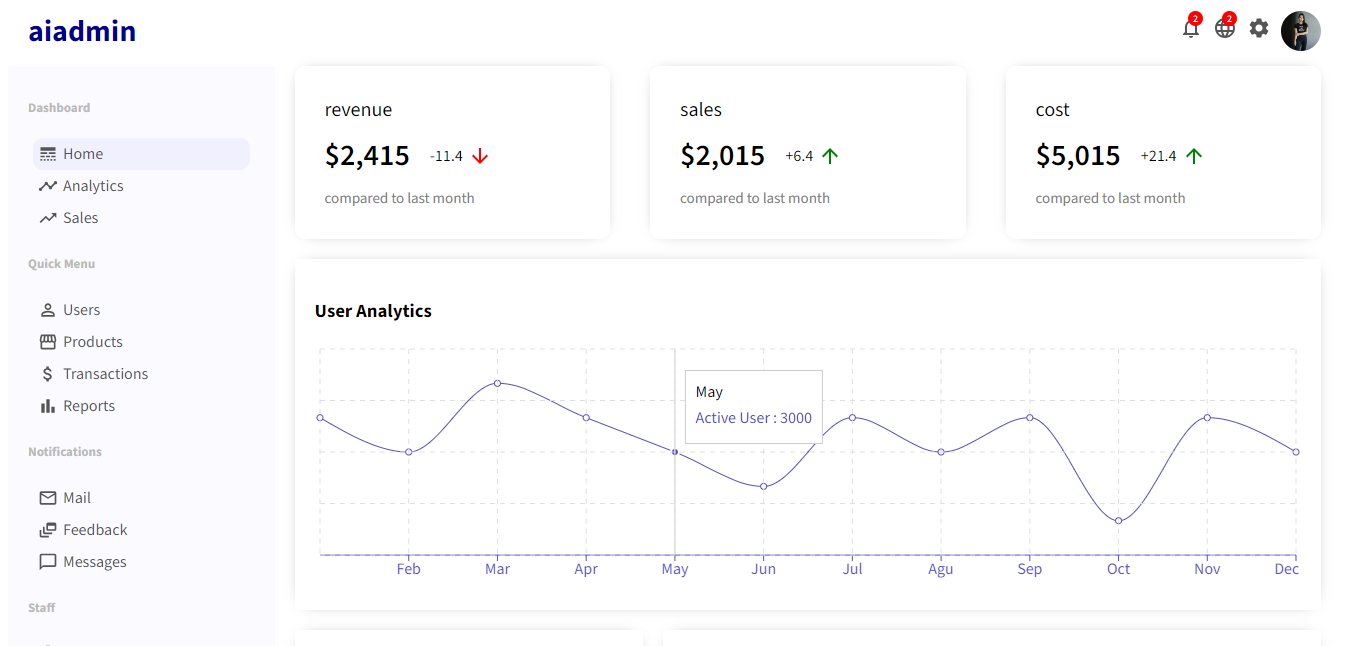 aiadmin
2
2
Dashboard
Home
Analytics
Sales
Quick Menu
Users
Products
Transactions
Reports
Notifications
Mail
Feedback
Messages
Staff
revenue
$2,415 -11.4
compared to last month
sales
$2,015 +6.4
compared to last month
cost
$5,015 +21.4
compared to last month
User Analytics
May
Active User : 3000
Feb Mar Apr May Jun Jul Agu Sep Oct Nov Dec